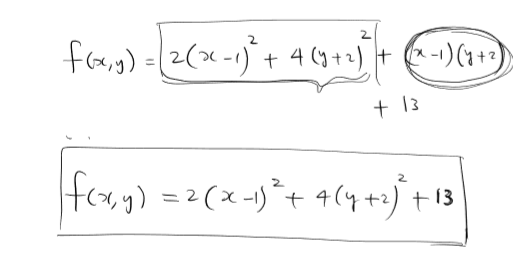 f(x,y) = 2(x-1)² + 4(y+2)² + (x-1)(y+2)
+ 13
f(x,y) = 2(x-1)² + 4(y+2)² + 13